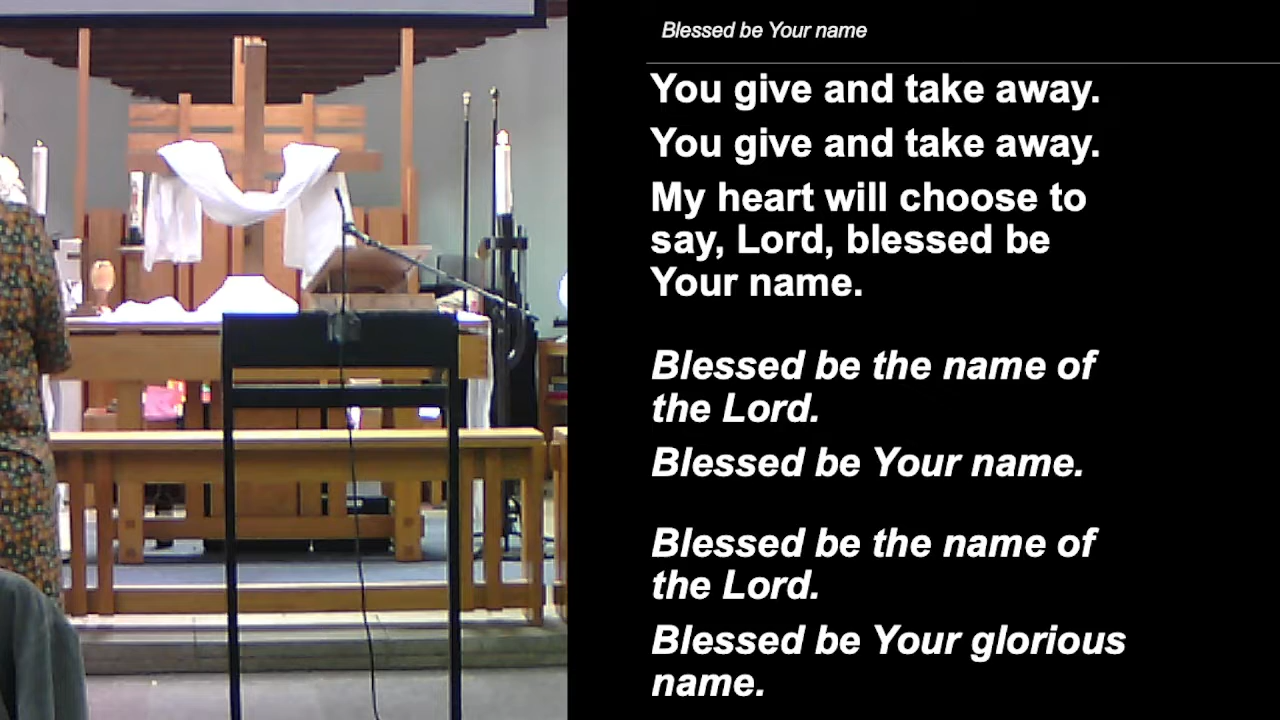 Blessed be Your name
You give and take away.
You give and take away.
My heart will choose to
say, Lord, blessed be
Your name.
Blessed be the name of
the Lord.
Blessed be Your name.
Blessed be the name of
the Lord.
Blessed be Your glorious
name.